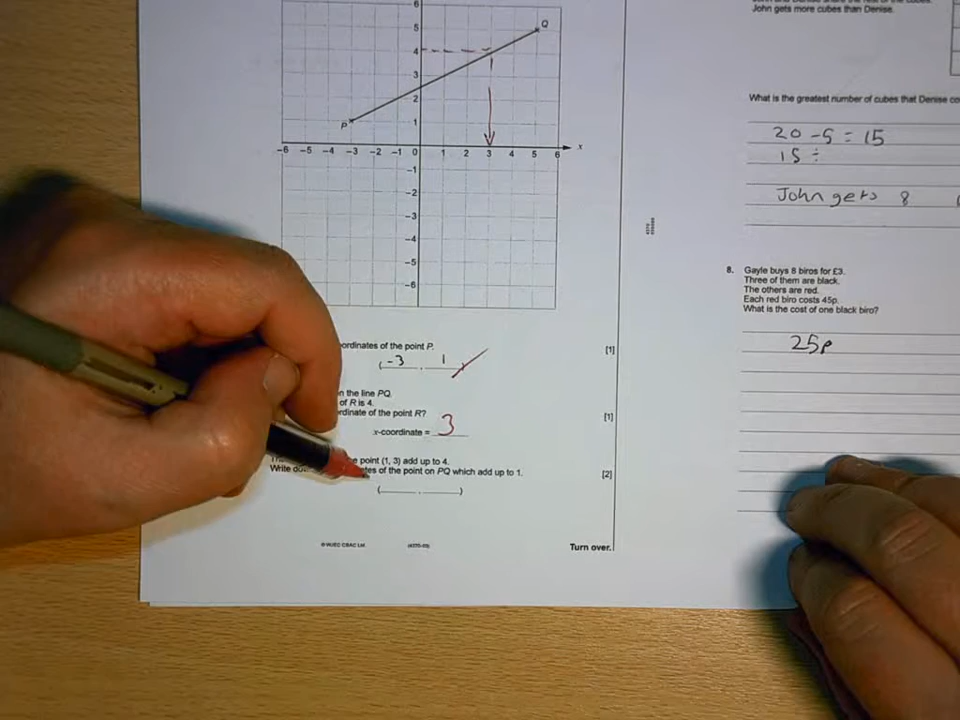 6
5
Q
4
3
2
P
1
-6 -5 -4 -3 -2 -1 0 1 2 3 4 5 6 x
-1
-2
-3
-4
-5
-6
ordinates of the point P.
[1]
(-3, 1)
n the line PQ.
of R is 4.
rdinate of the point R?
[1]
x-coordinate = 3
e point (1, 3) add up to 4.
Write tes of the point on PQ which add up to 1.
[2]
( , )
© WJEC CBAC Ltd.
Turn over.
John gets more cubes than Denise.
What is the greatest number of cubes that Denise co
20 - 5 = 15
15 ÷
John gets 8
8. Gayle buys 8 biros for £3.
Three of them are black.
The others are red.
Each red biro costs 45p.
What is the cost of one black biro?
25p